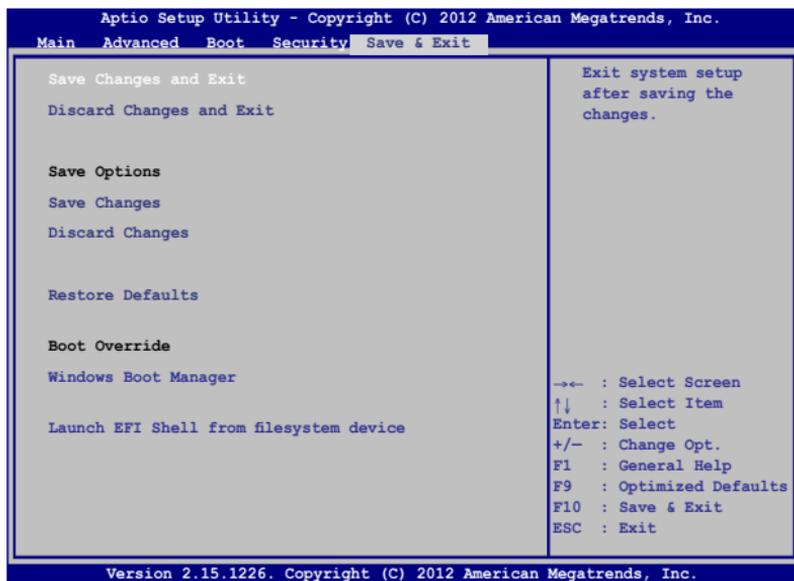 Aptio Setup Utility - Copyright (C) 2012 American Megatrends, Inc.
Main Advanced Boot Security Save & Exit
Save Changes and Exit
Discard Changes and Exit
Save Options
Save Changes
Discard Changes
Restore Defaults
Boot Override
Windows Boot Manager
Launch EFI Shell from filesystem device
Exit system setup
after saving the
changes.
→← : Select Screen
↑↓ : Select Item
Enter: Select
+/— : Change Opt.
F1 : General Help
F9 : Optimized Defaults
F10 : Save & Exit
ESC : Exit
Version 2.15.1226. Copyright (C) 2012 American Megatrends, Inc.